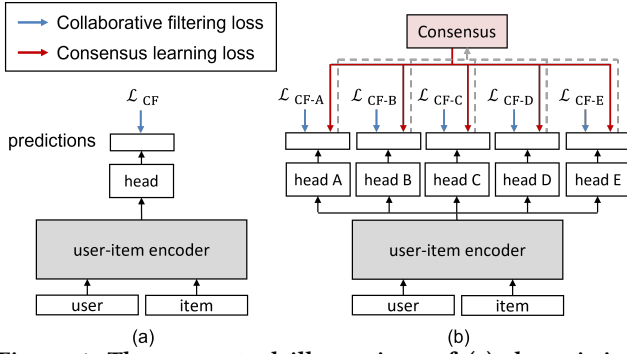 Collaborative filtering loss
Consensus learning loss
ℒ CF
predictions
head
user-item encoder
user item
(a)
Consensus
ℒ CF-A ℒ CF-B ℒ CF-C ℒ CF-D ℒ CF-E
head A head B head C head D head E
user-item encoder
user item
(b)